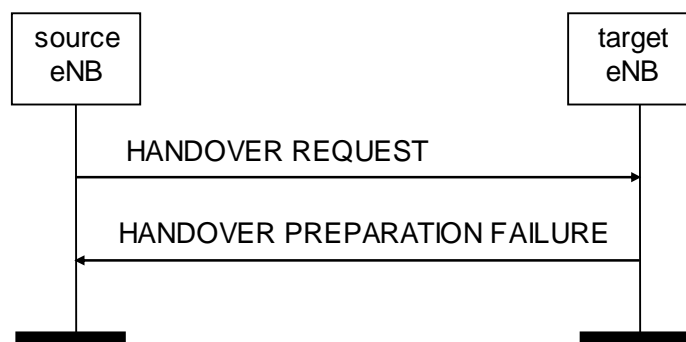 source
eNB
target
eNB
HANDOVER REQUEST
HANDOVER PREPARATION FAILURE